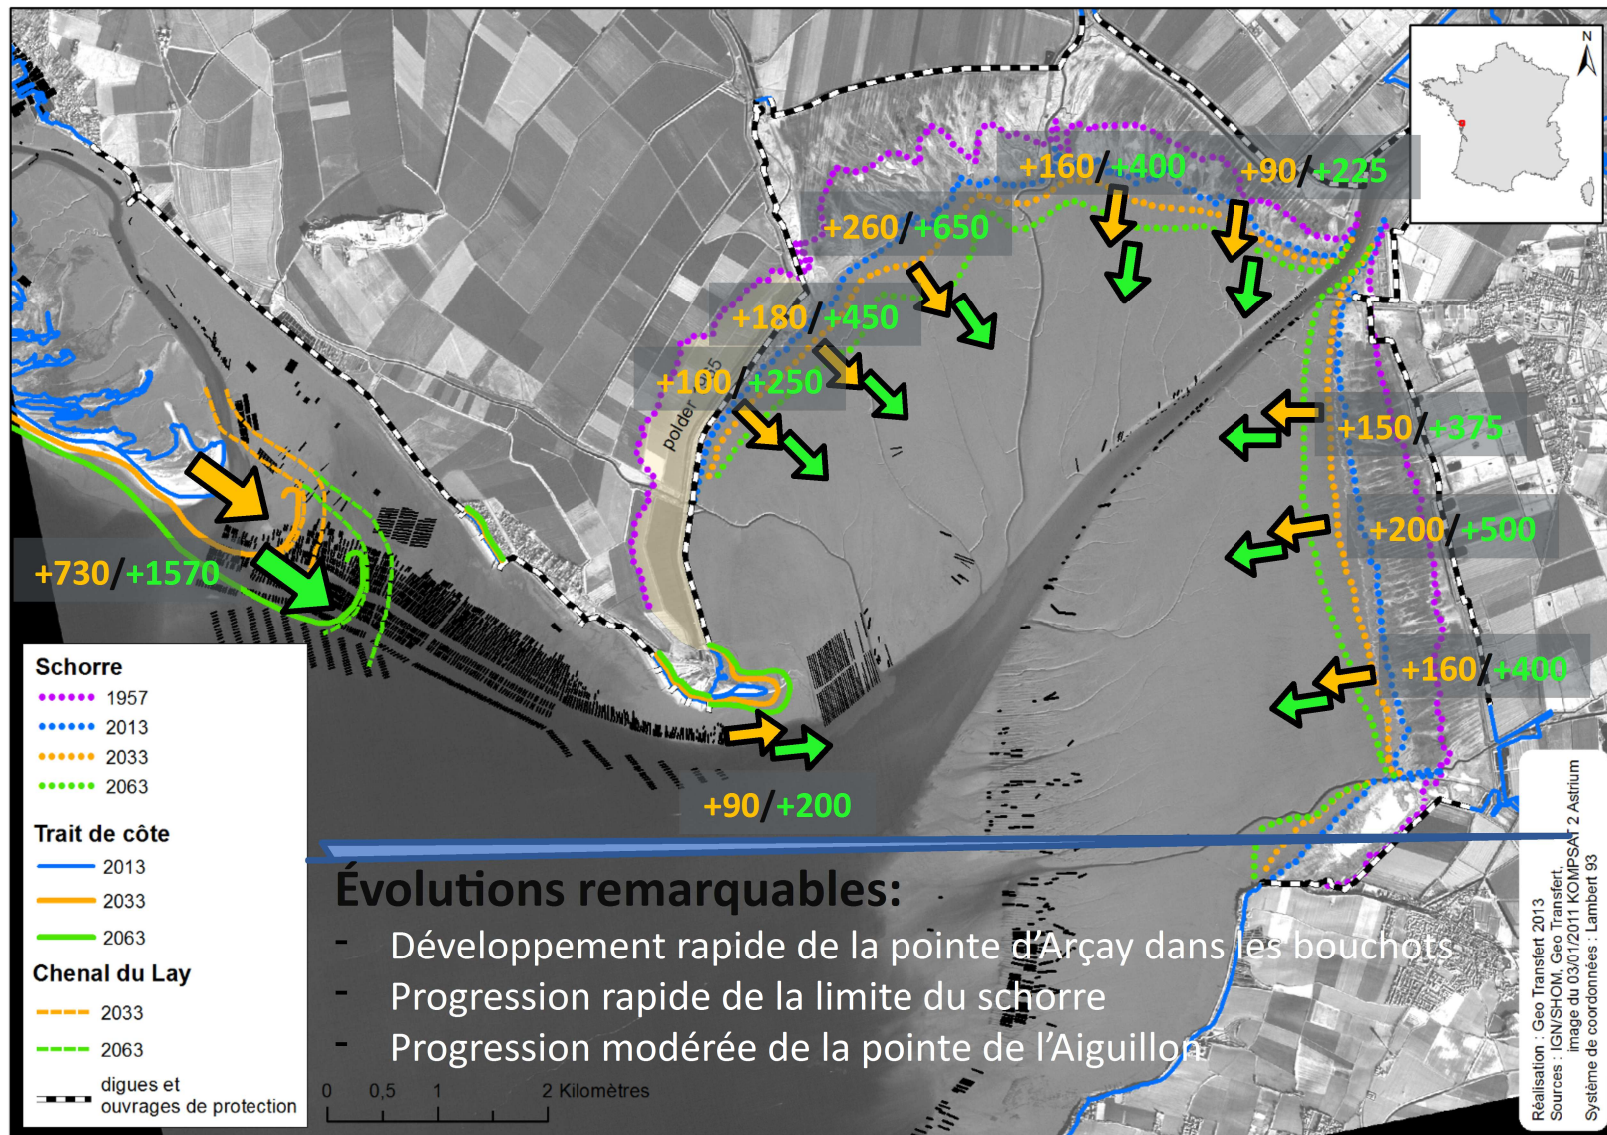 N
+160/+400
+90/+225
+260/+650
+180/+450
+100/+250
polder
+150/+375
+200/+500
+730/+1570
+160/+400
+90/+200
Schorre
1957
2013
2033
2063
Trait de côte
2013
2033
2063
Chenal du Lay
2033
2063
digues et
ouvrages de protection
Évolutions remarquables:
- Développement rapide de la pointe d'Arçay dans les bouchots
- Progression rapide de la limite du schorre
- Progression modérée de la pointe de l'Aiguillon
0 0,5 1 2 Kilomètres
Réalisation : Geo Transfert 2013
Sources : IGN/SHOM, Geo Transfert,
image du 03/01/2011 KOMPSAT 2 Astrium
Système de coordonnées : Lambert 93